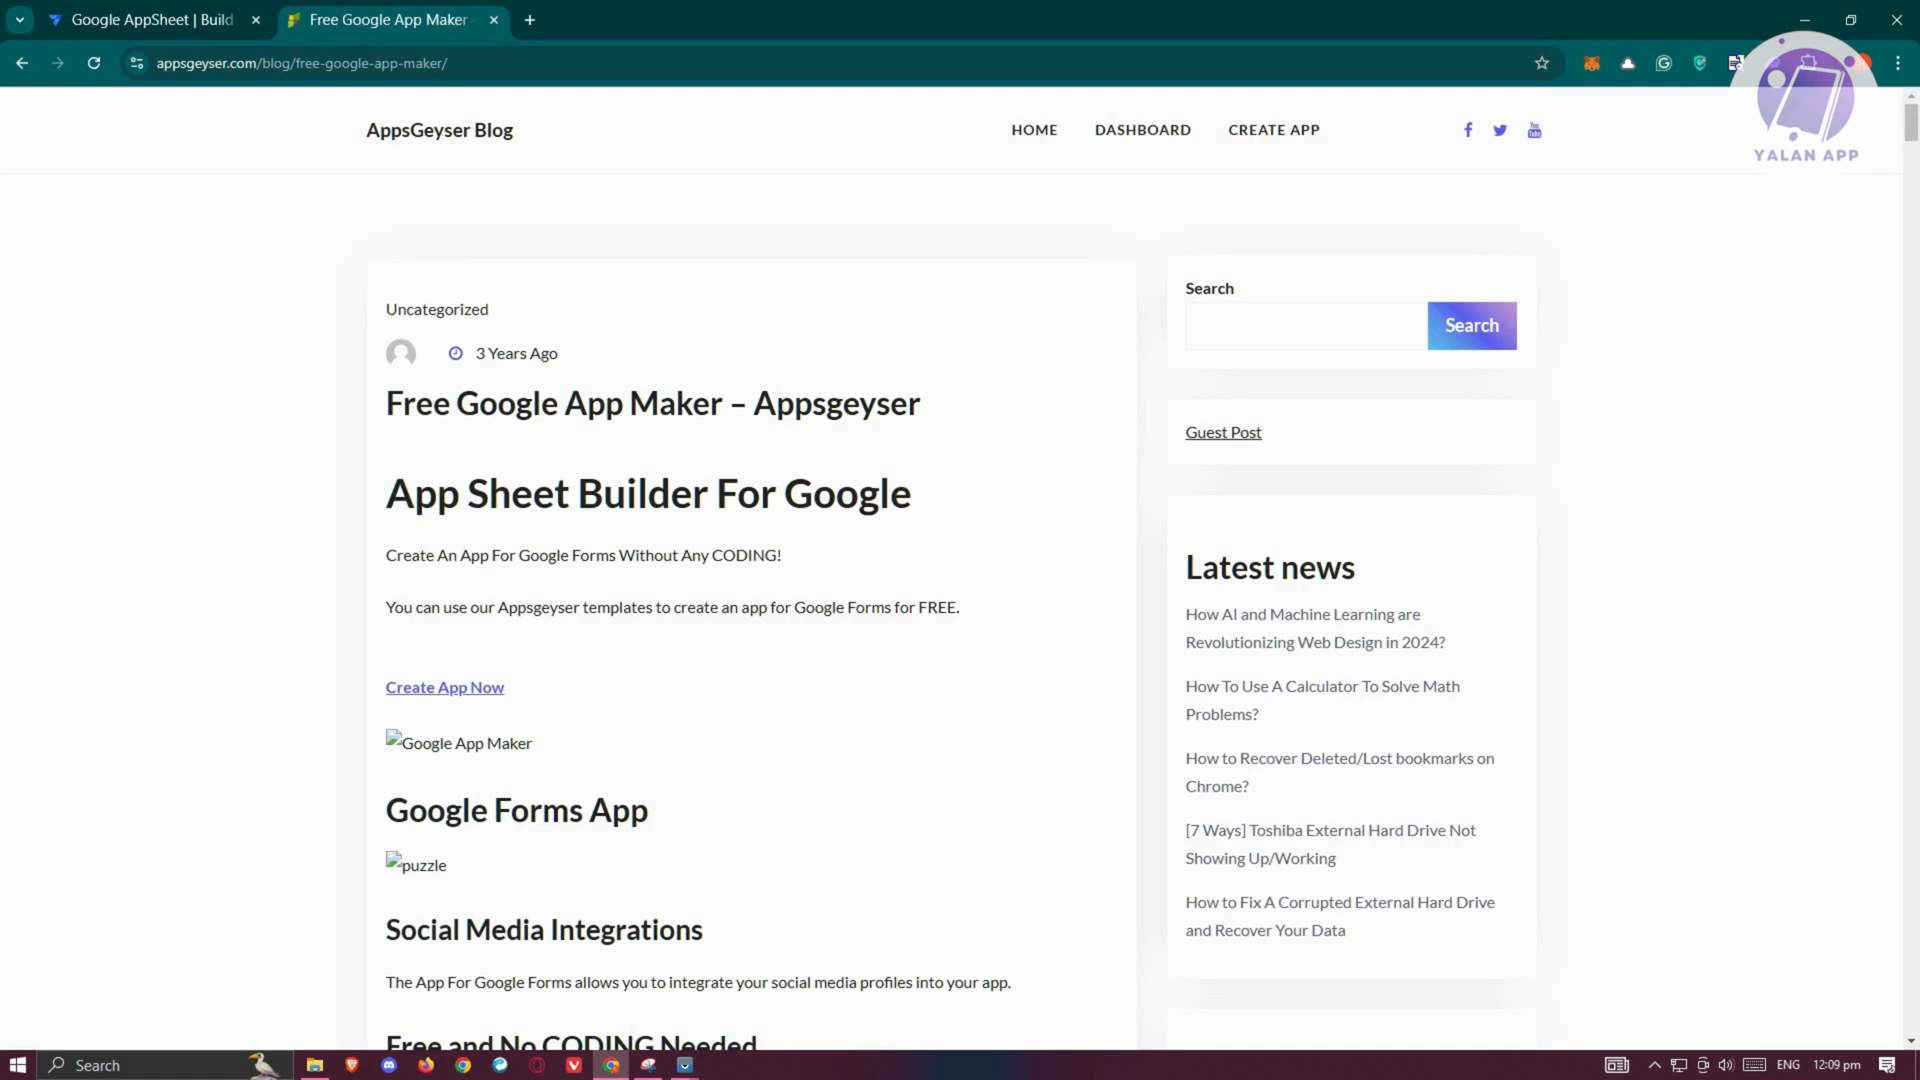 Google AppSheet | Build
Free Google App Maker -
appsgeyser.com/blog/free-google-app-maker/
YALAN APP
AppsGeyser Blog
HOME
DASHBOARD
CREATE APP
Uncategorized
3 Years Ago
Free Google App Maker – Appsgeyser
App Sheet Builder For Google
Create An App For Google Forms Without Any CODING!
You can use our Appsgeyser templates to create an app for Google Forms for FREE.
Create App Now
Google App Maker
Google Forms App
puzzle
Social Media Integrations
The App For Google Forms allows you to integrate your social media profiles into your app.
Free and No CODING Needed
Search
Search
Guest Post
Latest news
How AI and Machine Learning are
Revolutionizing Web Design in 2024?
How To Use A Calculator To Solve Math
Problems?
How to Recover Deleted/Lost bookmarks on
Chrome?
[7 Ways] Toshiba External Hard Drive Not
Showing Up/Working
How to Fix A Corrupted External Hard Drive
and Recover Your Data
Search
ENG
12:09 pm